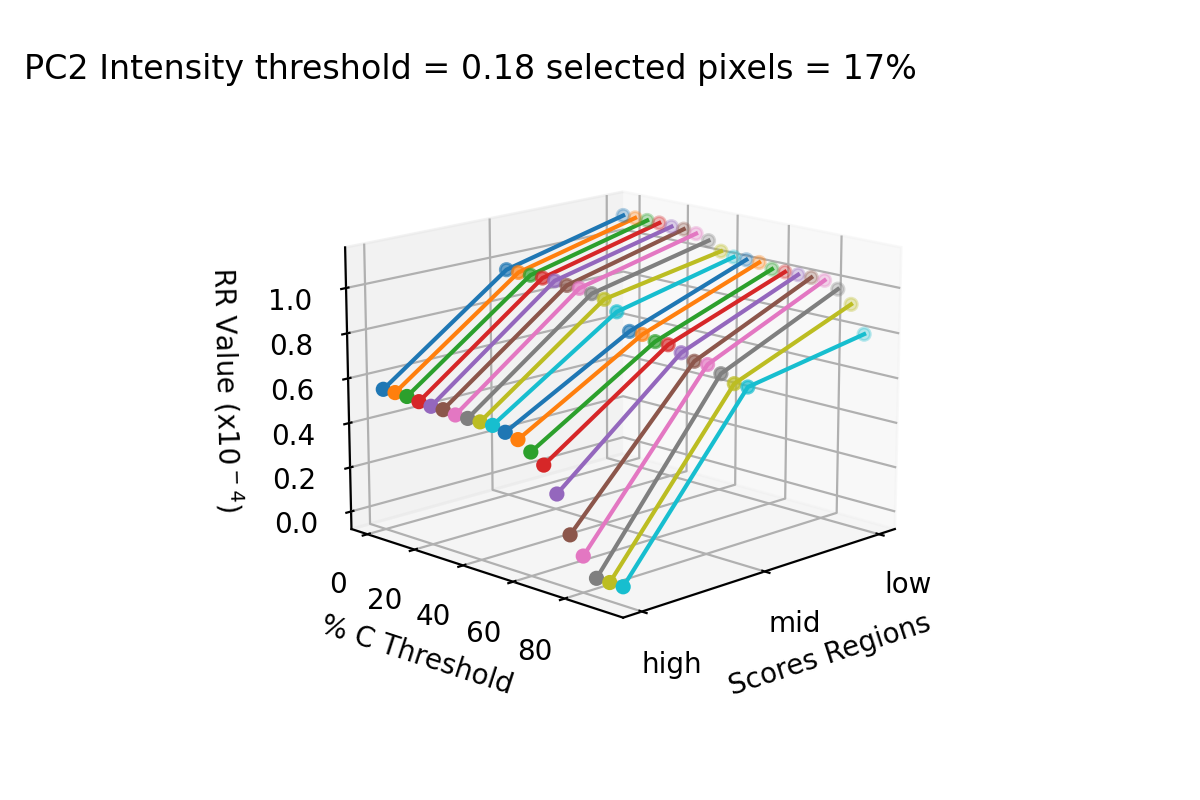 PC2 Intensity threshold = 0.18 selected pixels = 17%
RR Value (x10⁻⁴)
1.0
0.8
0.6
0.4
0.2
0.0
0
20
40
60
80
% C Threshold
high
mid
low
Scores Regions